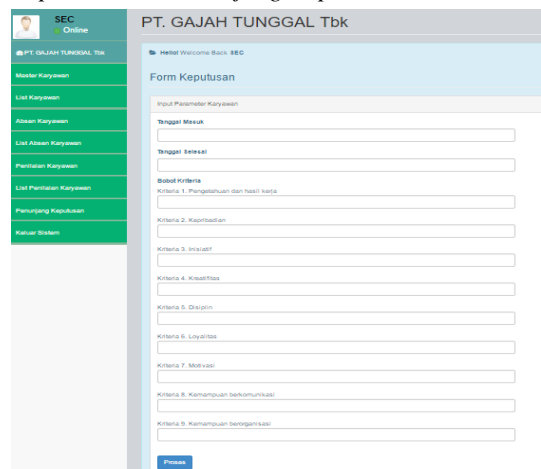 SEC
Online
PT. GAJAH TUNGGAL Tbk
PT. GAJAH TUNGGAL Tbk
Master Karyawan
List Karyawan
Absen Karyawan
List Absen Karyawan
Penilaian Karyawan
List Penilaian Karyawan
Penunjang Keputusan
Keluar Sistem
Hello! Welcome Back SEC
Form Keputusan
Input Parameter Karyawan
Tanggal Masuk
Tanggal Selesai
Bobot Kriteria
Kriteria 1. Pengetahuan dan hasil kerja
Kriteria 2. Kepribadian
Kriteria 3. Inisiatif
Kriteria 4. Kreatifitas
Kriteria 5. Disiplin
Kriteria 6. Loyalitas
Kriteria 7. Motivasi
Kriteria 8. Kemampuan berkomunikasi
Kriteria 9. Kemampuan berorganisasi
Proses